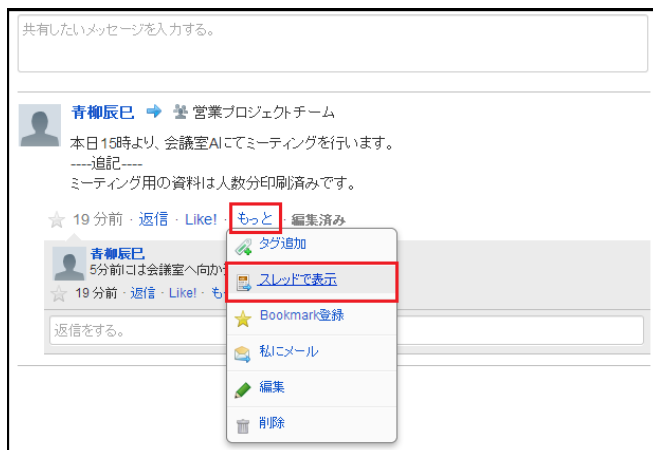 共有したいメッセージを入力する。
青柳辰巳 営業プロジェクトチーム
本日15時より、会議室AIにてミーティングを行います。
----追記----
ミーティング用の資料は人数分印刷済みです。
19 分前 · 返信 · Like! · もっと · 編集済み
タグ追加
スレッドで表示
Bookmark登録
私にメール
編集
削除
青柳辰巳
5分前には会議室へ向か
19 分前 · 返信 · Like! · も
返信をする。